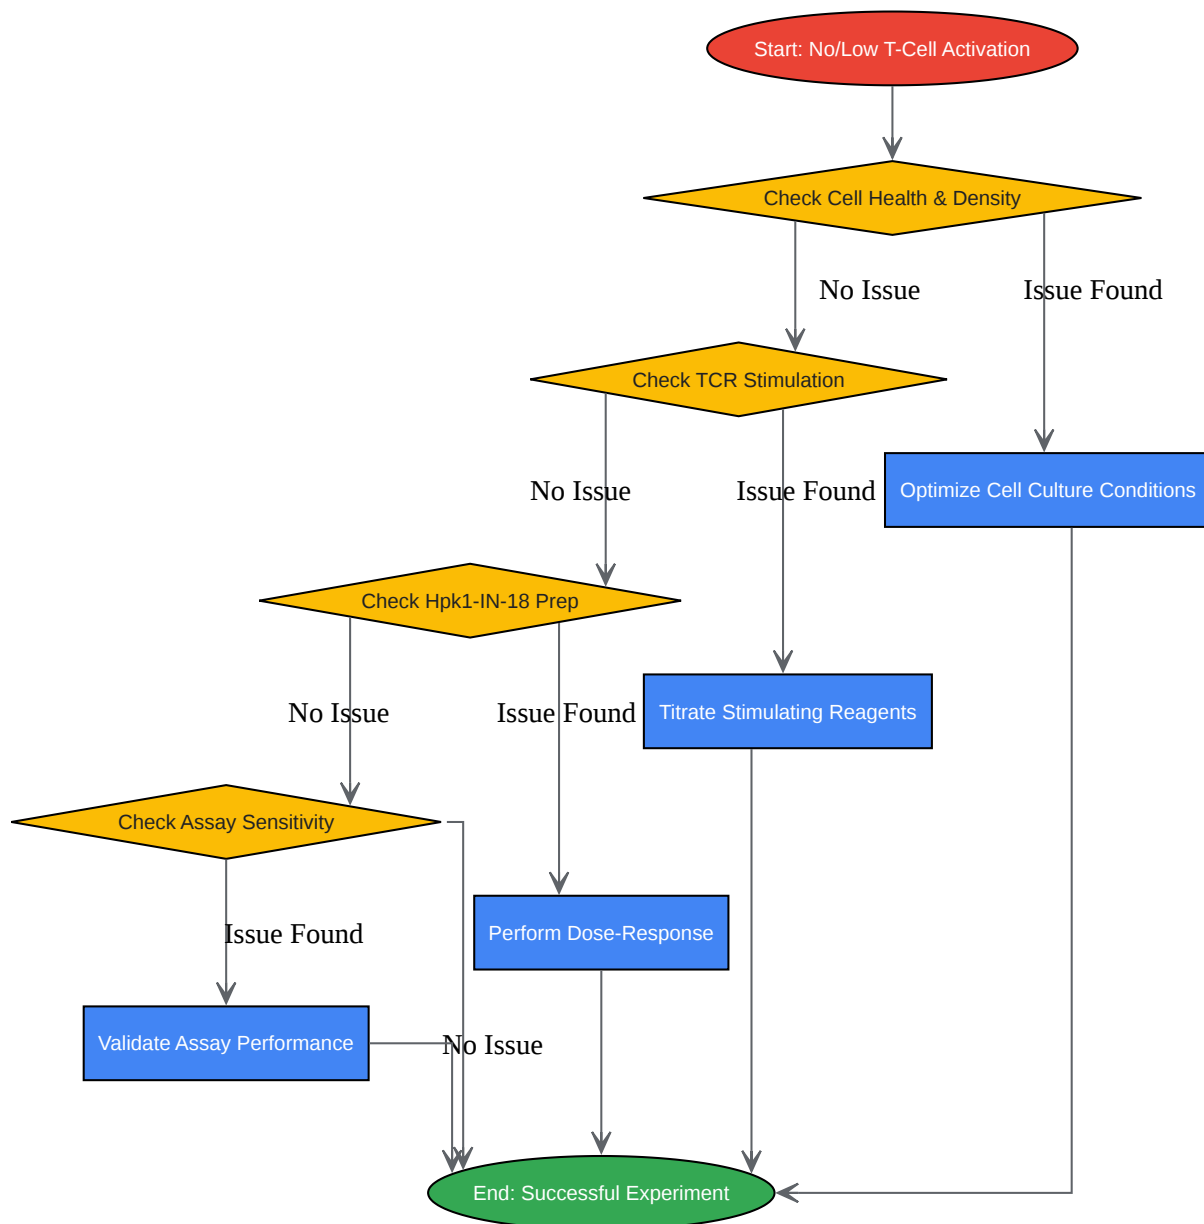 Start: No/Low T-Cell Activation
Check Cell Health & Density
No Issue
Issue Found
Check TCR Stimulation
No Issue
Issue Found
Optimize Cell Culture Conditions
Check Hpk1-IN-18 Prep
No Issue
Issue Found
Titrate Stimulating Reagents
Check Assay Sensitivity
Issue Found
Perform Dose-Response
Validate Assay Performance
No Issue
End: Successful Experiment